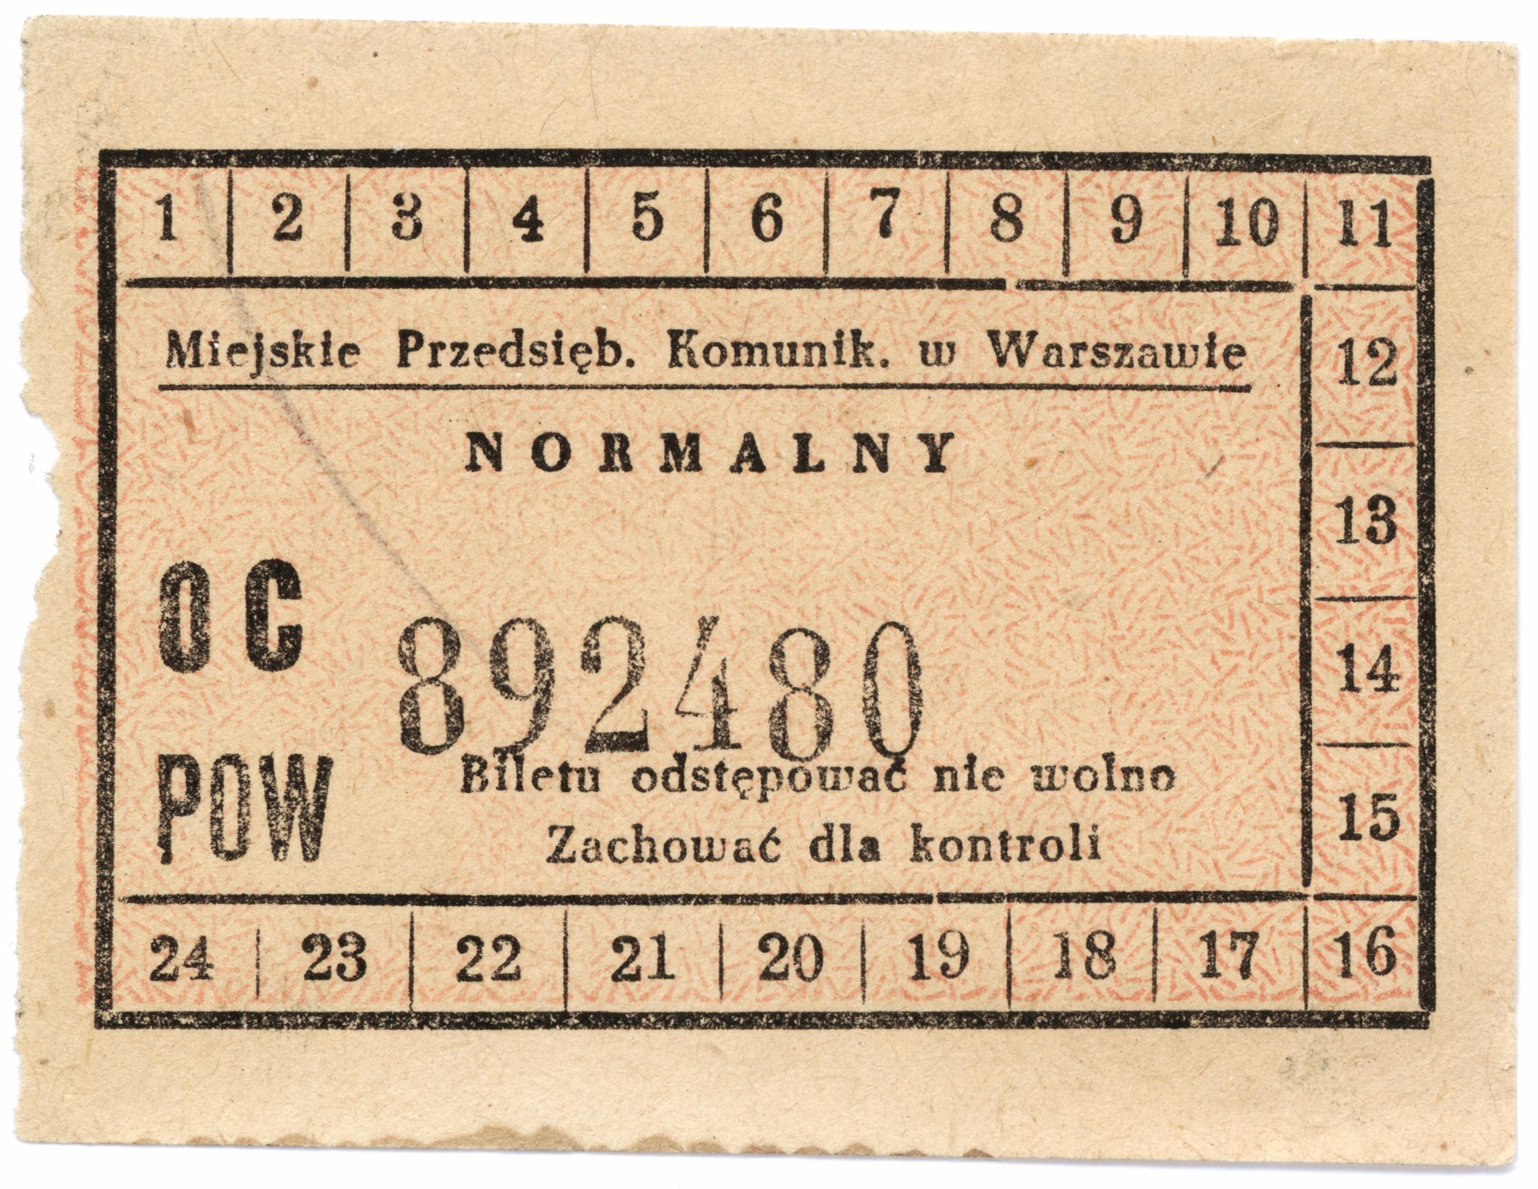 1 2 3 4 5 6 7 8 9 10 11
Miejskie Przedsięb. Komunik. w Warszawie
12
NORMALNY
13
OC
892480
14
POW
Biletu odstępować nie wolno
Zachować dla kontroli
15
24 23 22 21 20 19 18 17 16